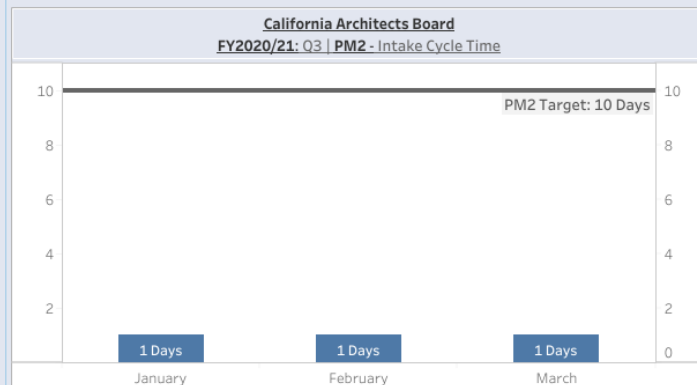 California Architects Board
FY2020/21: Q3 | PM2 - Intake Cycle Time
10
10
PM2 Target: 10 Days
8
8
6
6
4
4
2
2
1 Days
1 Days
1 Days
0
January
February
March